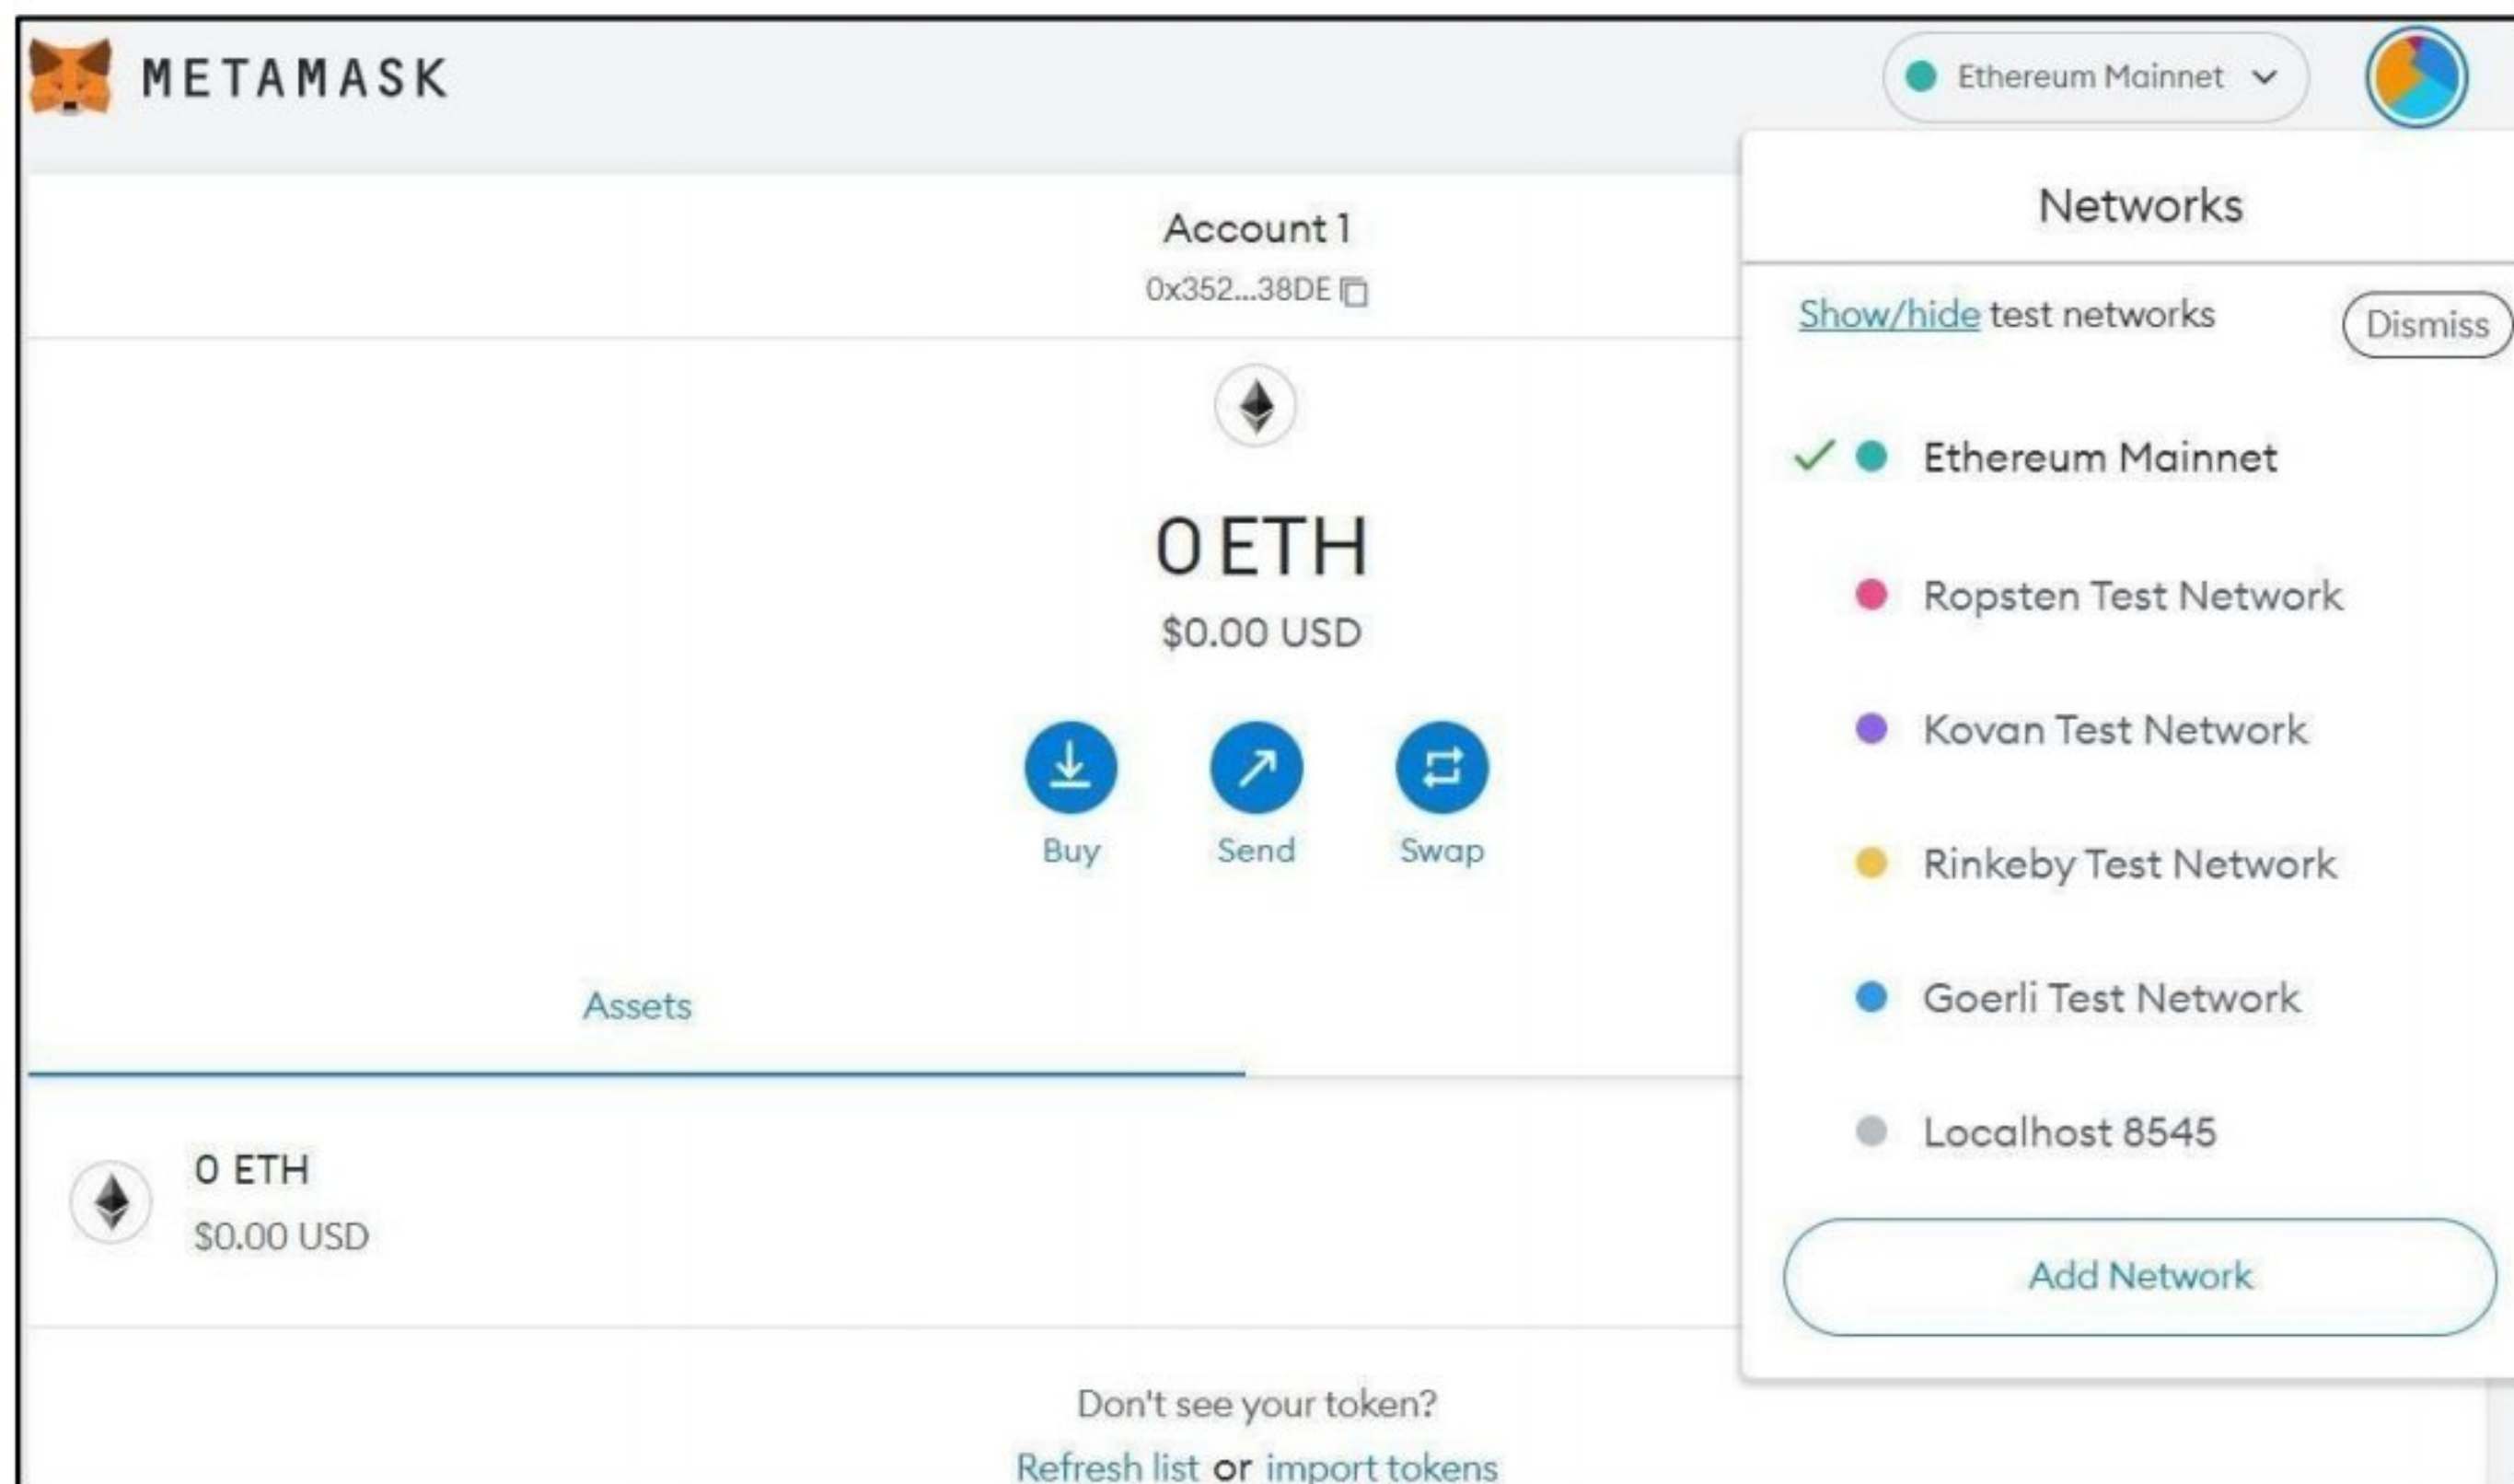 METAMASK
Ethereum Mainnet
Account 1
0x352...38DE
0 ETH
$0.00 USD
Buy Send Swap
Assets
0 ETH
$0.00 USD
Don't see your token?
Refresh list or import tokens
Networks
Show/hide test networks
Dismiss
Ethereum Mainnet
Ropsten Test Network
Kovan Test Network
Rinkeby Test Network
Goerli Test Network
Localhost 8545
Add Network